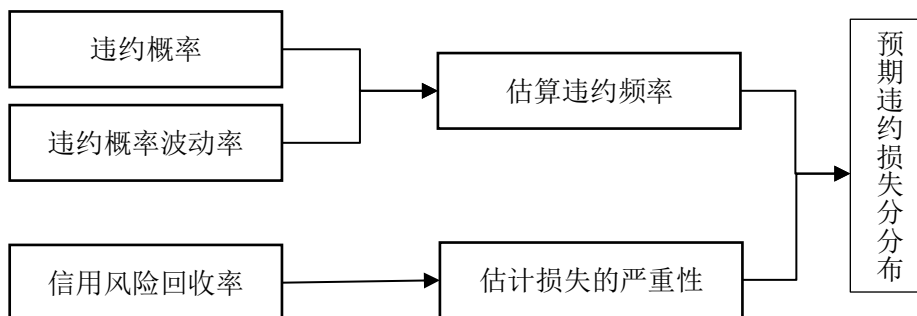 违约概率
违约概率波动率
估算违约频率
信用风险回收率
估计损失的严重性
预期违约损失分分布